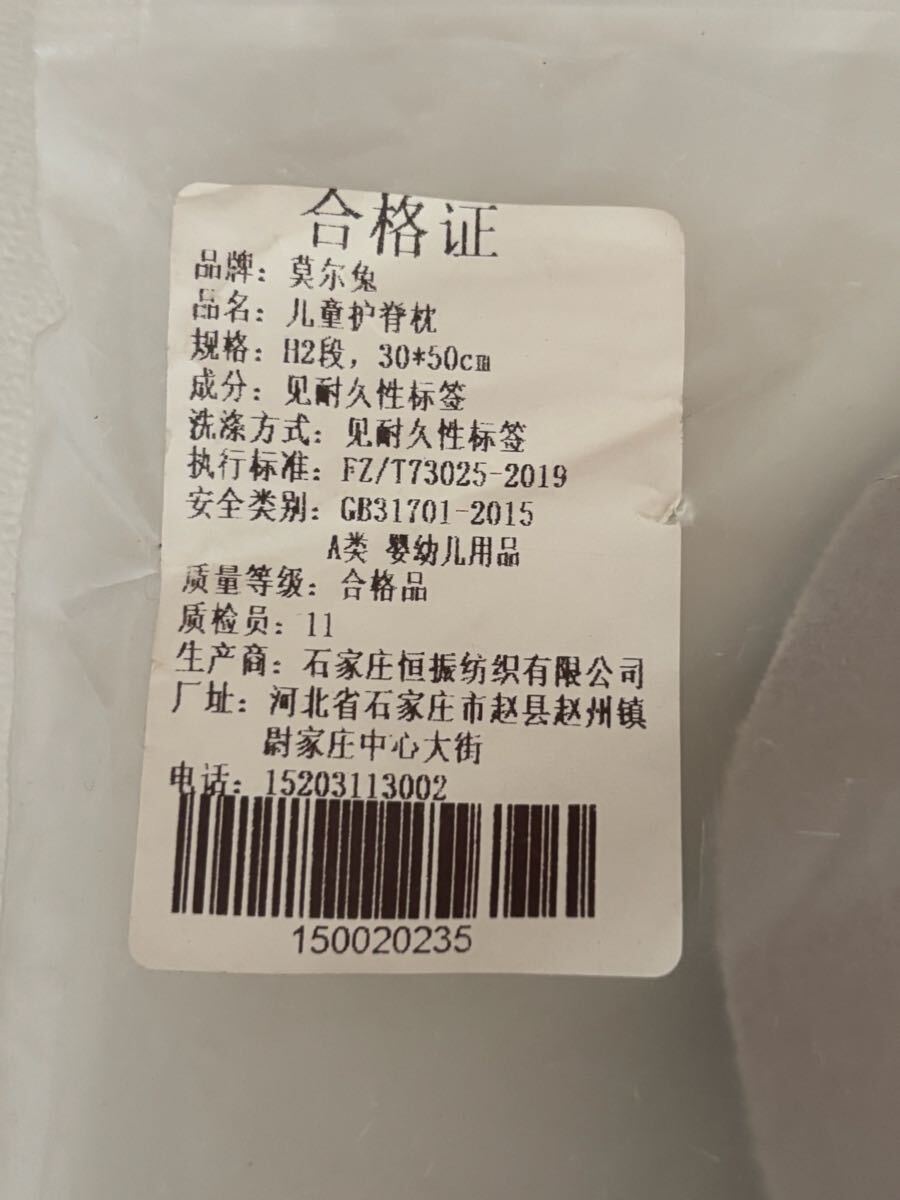 合格证
品牌：莫尔兔
品名：儿童护脊枕
规格：H2段，30*50cm
成分：见耐久性标签
洗涤方式：见耐久性标签
执行标准：FZ/T73025-2019
安全类别：GB31701-2015
A类 婴幼儿用品
质量等级：合格品
质检员：11
生产商：石家庄恒振纺织有限公司
厂址：河北省石家庄市赵县赵州镇
尉家庄中心大街
电话：15203113002
150020235